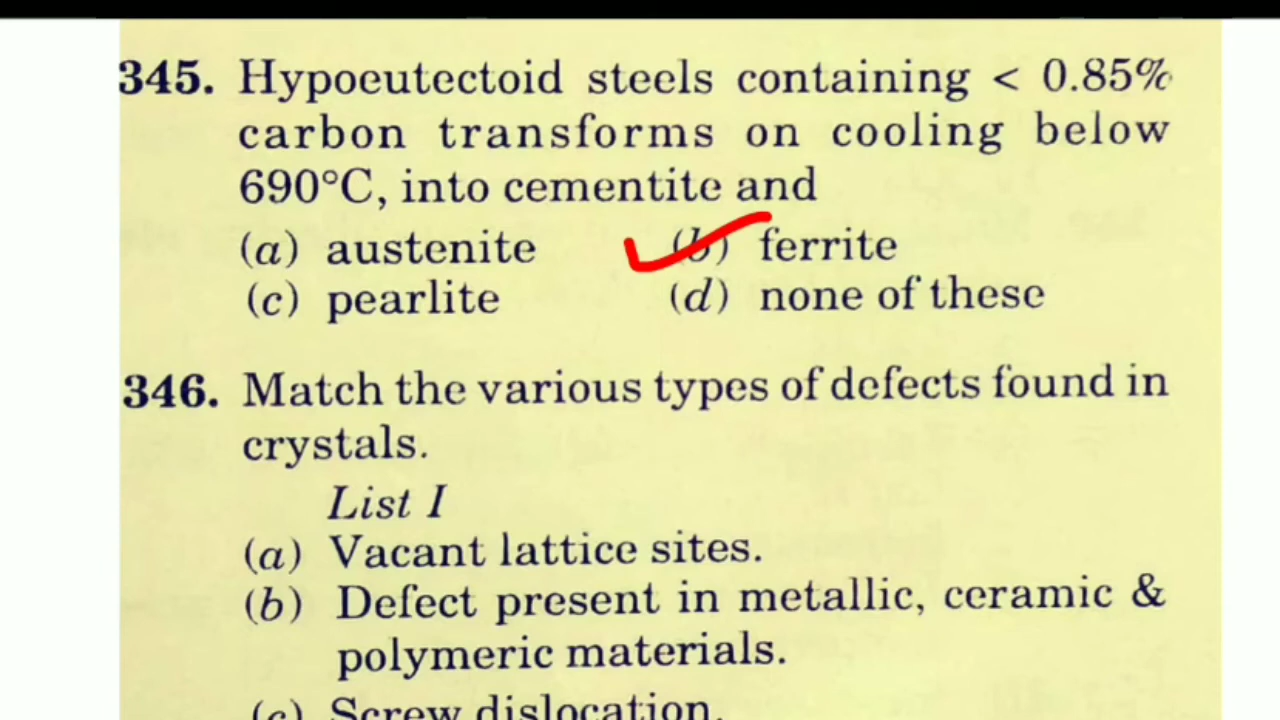 345. Hypoeutectoid steels containing < 0.85%
carbon transforms on cooling below
690°C, into cementite and
(a) austenite (b) ferrite
(c) pearlite (d) none of these
346. Match the various types of defects found in
crystals.
List I
(a) Vacant lattice sites.
(b) Defect present in metallic, ceramic &
polymeric materials.
(c) Screw dislocation.